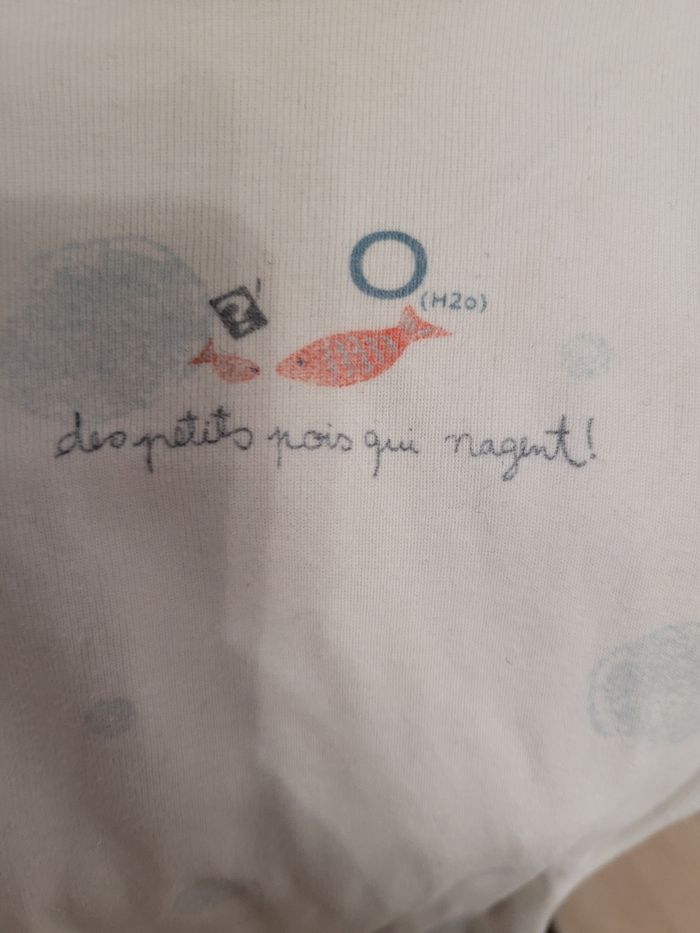 ?
O
(H2O)
des petits pois qui nagent!